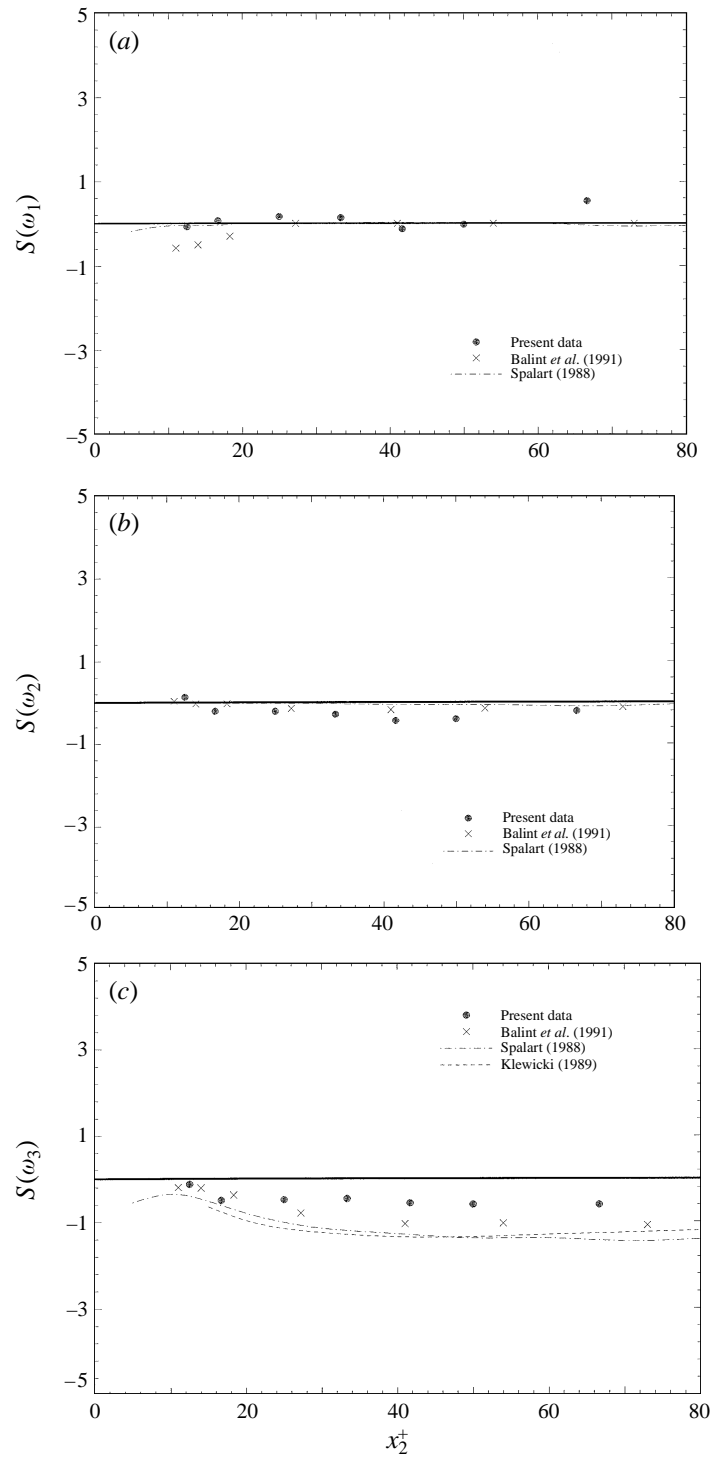 (a)
5
3
1
−1
−3
−5
S(ω₁)
Present data
Balint et al. (1991)
Spalart (1988)
0 20 40 60 80
(b)
5
3
1
−1
−3
−5
S(ω₂)
Present data
Balint et al. (1991)
Spalart (1988)
0 20 40 60 80
(c)
5
3
1
−1
−3
−5
S(ω₃)
Present data
Balint et al. (1991)
Spalart (1988)
Klewicki (1989)
0 20 40 60 80
x₂⁺